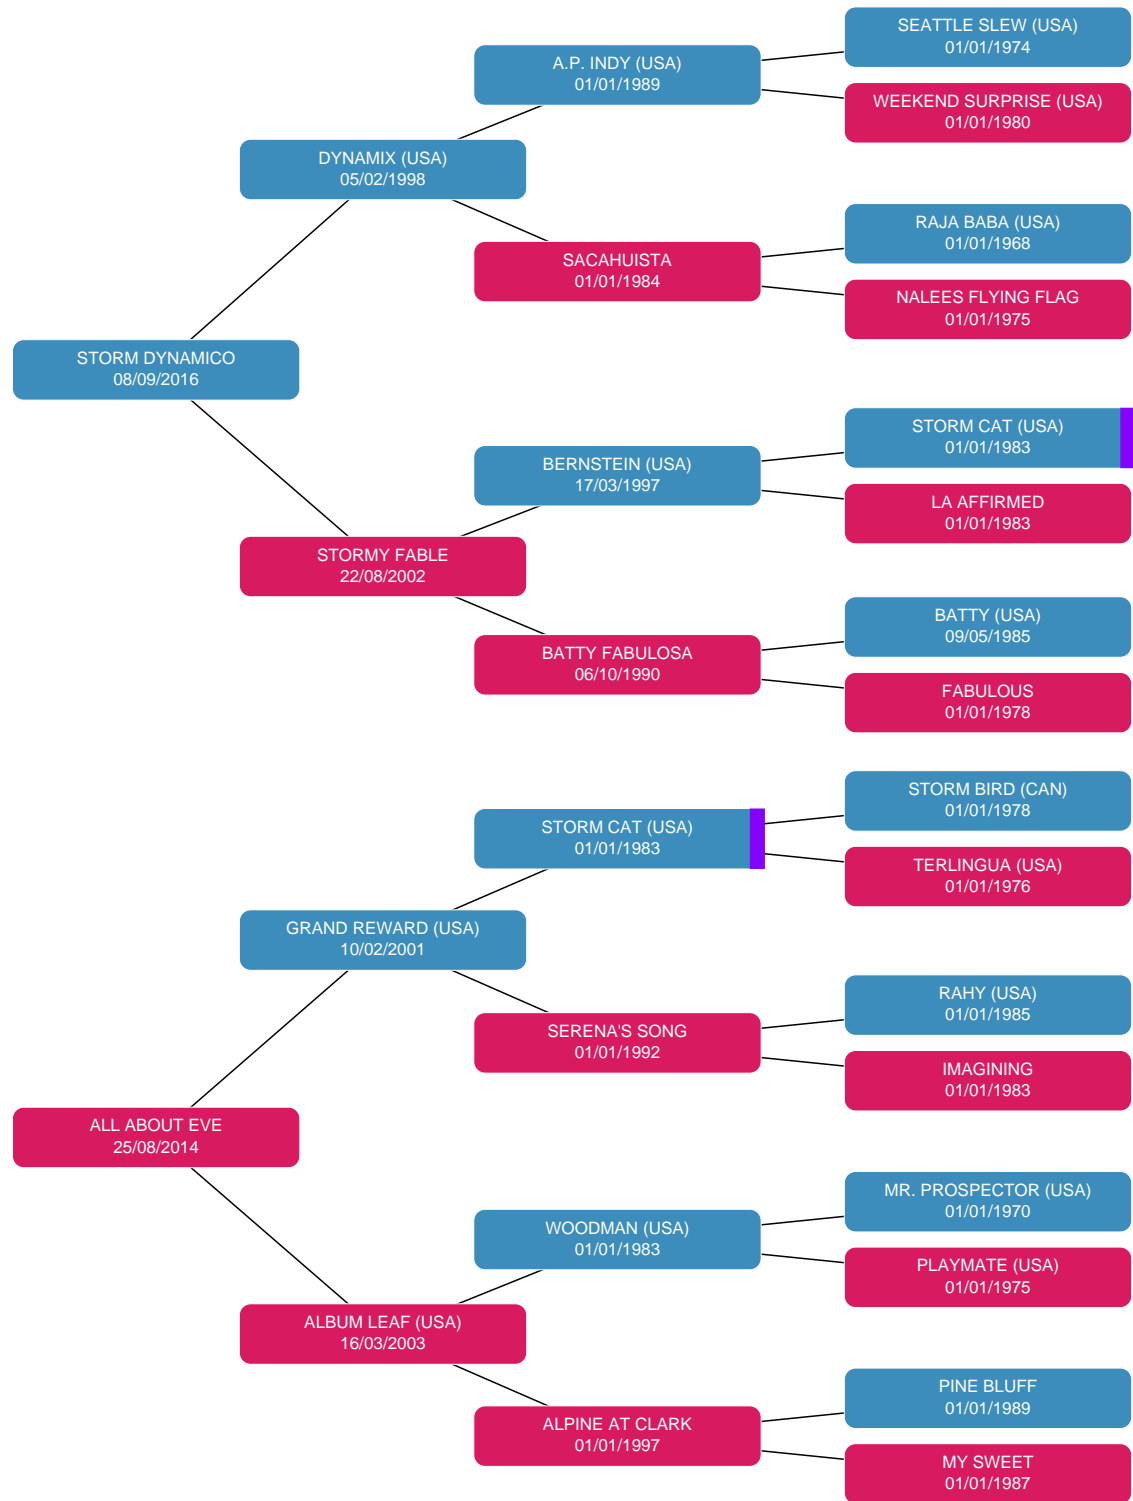 SEATTLE SLEW (USA)
01/01/1974
A.P. INDY (USA)
01/01/1989
WEEKEND SURPRISE (USA)
01/01/1980
DYNAMIX (USA)
05/02/1998
RAJA BABA (USA)
01/01/1968
SACAHUISTA
01/01/1984
NALEES FLYING FLAG
01/01/1975
STORM DYNAMICO
08/09/2016
STORM CAT (USA)
01/01/1983
BERNSTEIN (USA)
17/03/1997
LA AFFIRMED
01/01/1983
STORMY FABLE
22/08/2002
BATTY (USA)
09/05/1985
BATTY FABULOSA
06/10/1990
FABULOUS
01/01/1978
STORM BIRD (CAN)
01/01/1978
STORM CAT (USA)
01/01/1983
TERLINGUA (USA)
01/01/1976
GRAND REWARD (USA)
10/02/2001
RAHY (USA)
01/01/1985
SERENA'S SONG
01/01/1992
IMAGINING
01/01/1983
ALL ABOUT EVE
25/08/2014
MR. PROSPECTOR (USA)
01/01/1970
WOODMAN (USA)
01/01/1983
PLAYMATE (USA)
01/01/1975
ALBUM LEAF (USA)
16/03/2003
PINE BLUFF
01/01/1989
ALPINE AT CLARK
01/01/1997
MY SWEET
01/01/1987